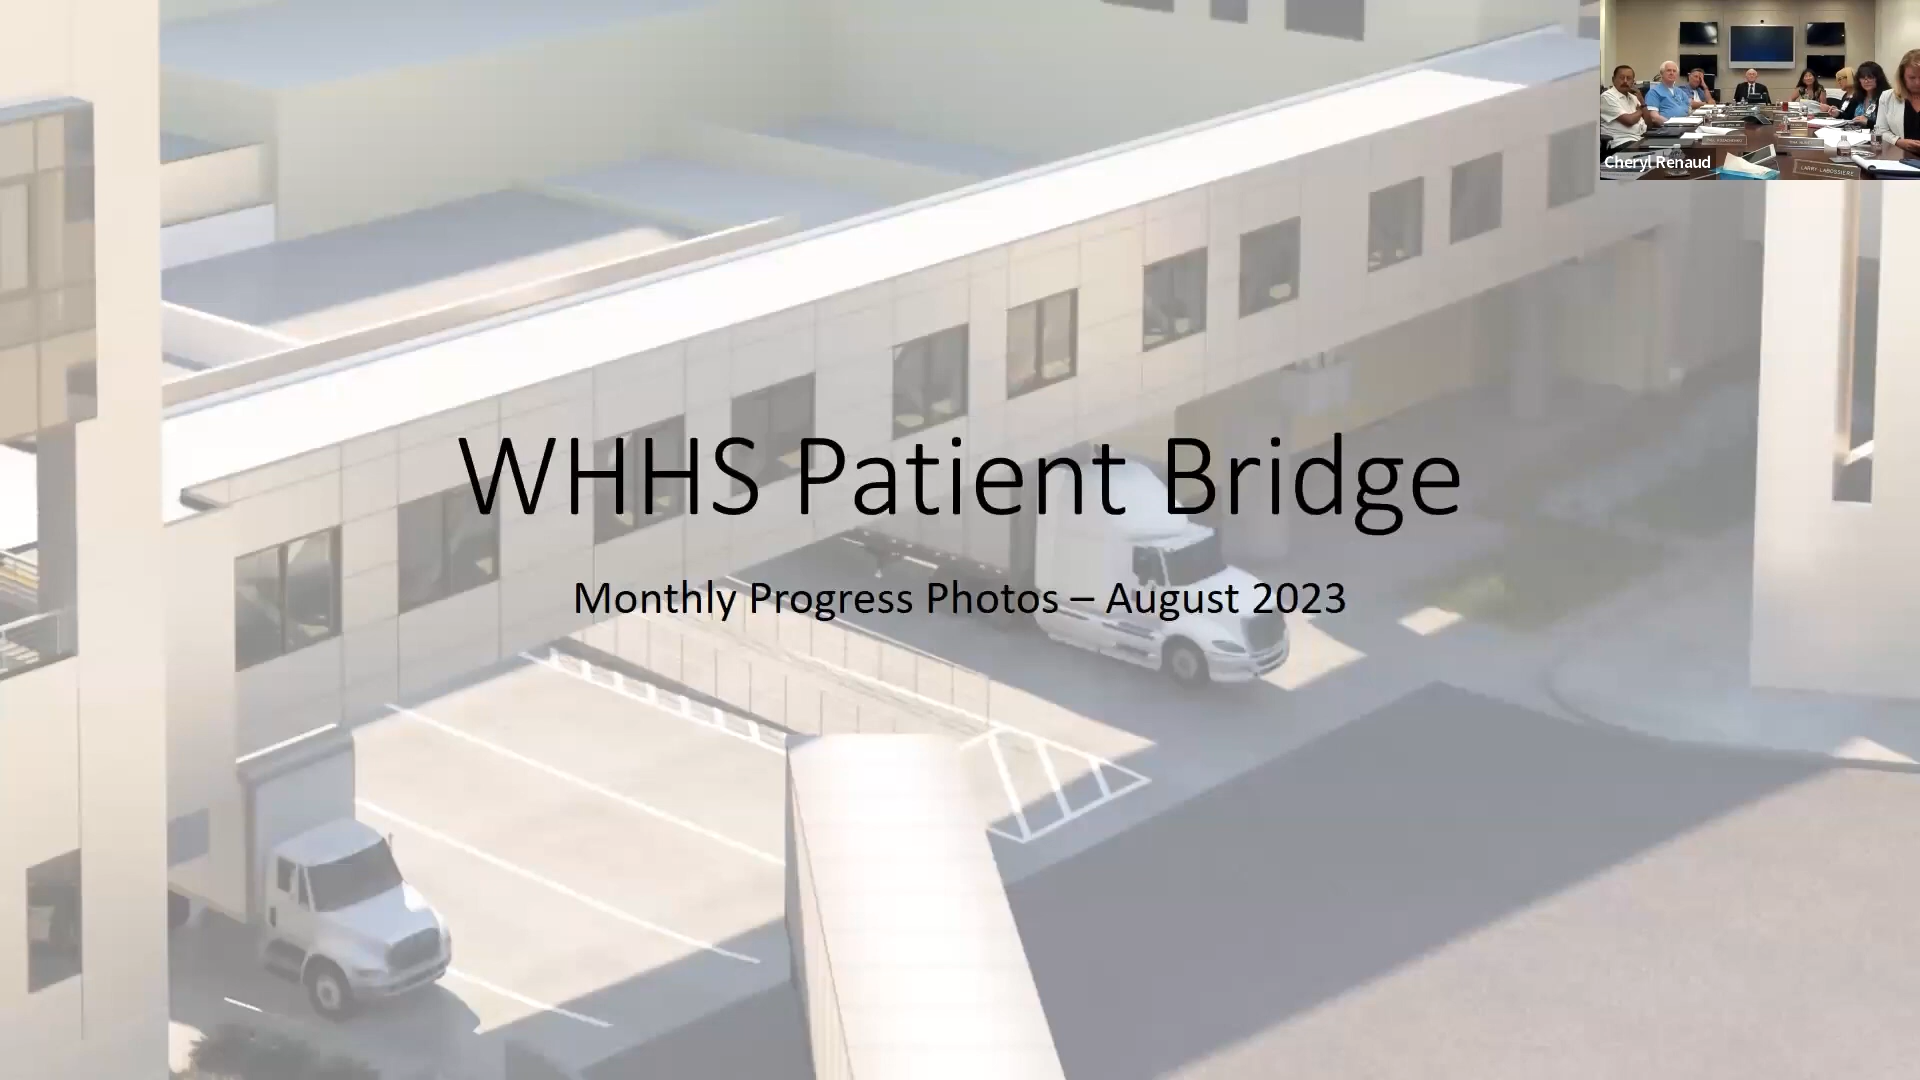 WHHS Patient Bridge
Monthly Progress Photos – August 2023
Cheryl Renaud
LARRY LABOSSIERE